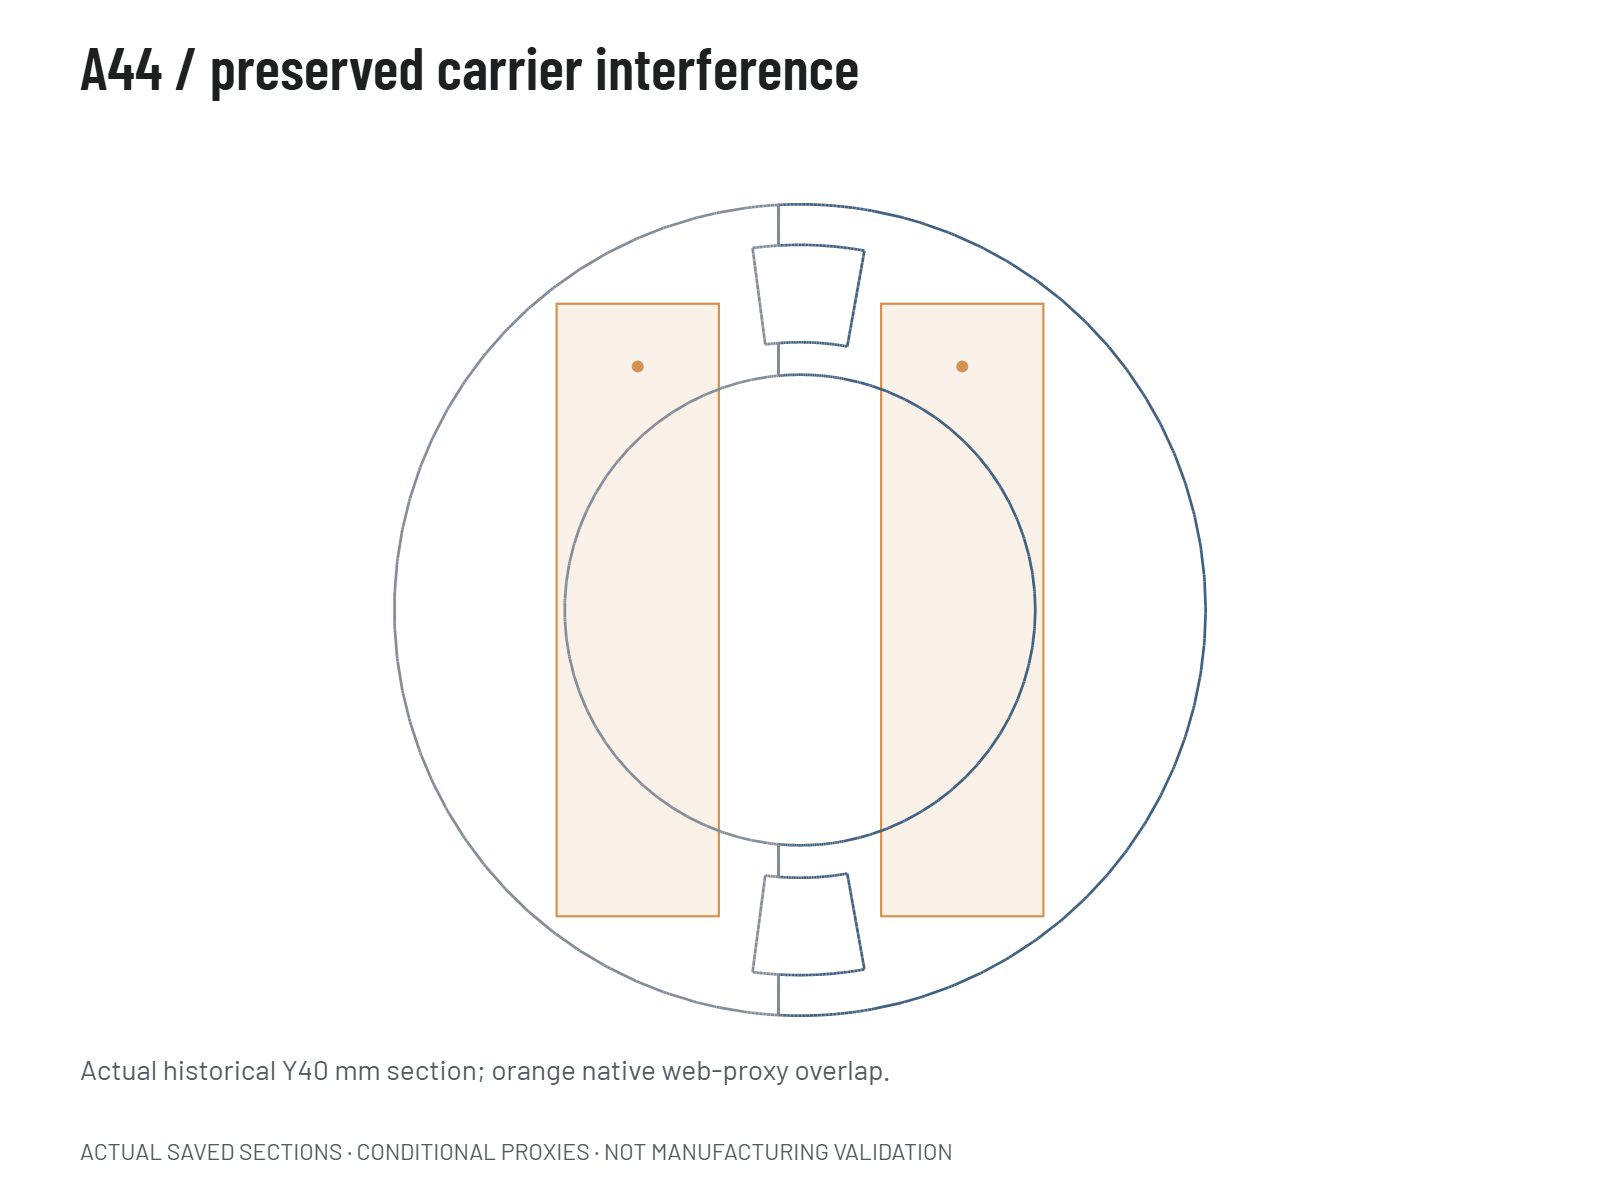 A44 / preserved carrier interference
Actual historical Y40 mm section; orange native web-proxy overlap.
ACTUAL SAVED SECTIONS · CONDITIONAL PROXIES · NOT MANUFACTURING VALIDATION